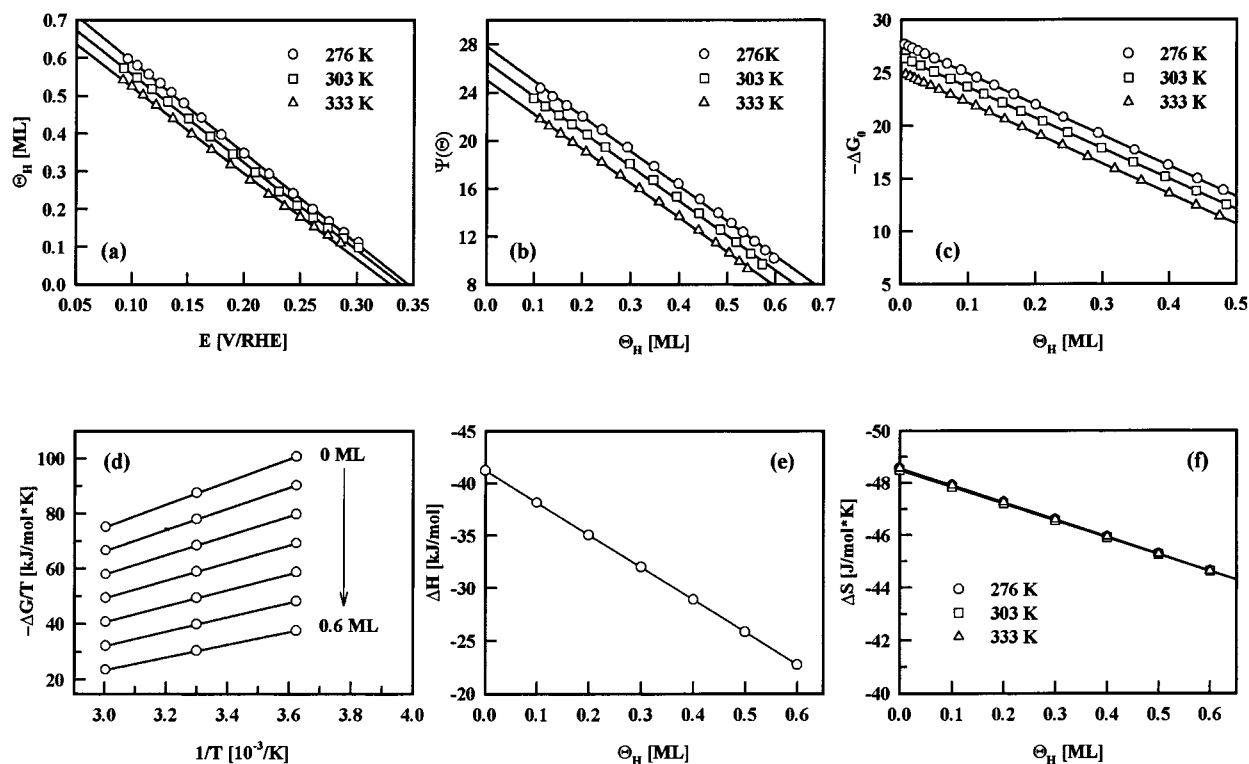 0.7
0.6
0.5
0.4
0.3
0.2
0.1
0.0
Θ_H [ML]
276 K
303 K
333 K
(a)
0.05 0.10 0.15 0.20 0.25 0.30 0.35
E [V/RHE]
28
24
20
16
12
8
Ψ(Θ)
276K
303 K
333 K
(b)
0.0 0.1 0.2 0.3 0.4 0.5 0.6 0.7
Θ_H [ML]
30
25
20
15
10
5
−ΔG_0
276 K
303 K
333 K
(c)
0.0 0.1 0.2 0.3 0.4 0.5
Θ_H [ML]
100
80
60
40
20
−ΔG/T [kJ/mol*K]
(d)
0 ML
0.6 ML
3.0 3.2 3.4 3.6 3.8 4.0
1/T [10⁻³/K]
-45
-40
-35
-30
-25
-20
ΔH [kJ/mol]
(e)
0.0 0.1 0.2 0.3 0.4 0.5 0.6
Θ_H [ML]
-50
-48
-46
-44
-42
-40
ΔS [J/mol*K]
(f)
276 K
303 K
333 K
0.0 0.1 0.2 0.3 0.4 0.5 0.6
Θ_H [ML]